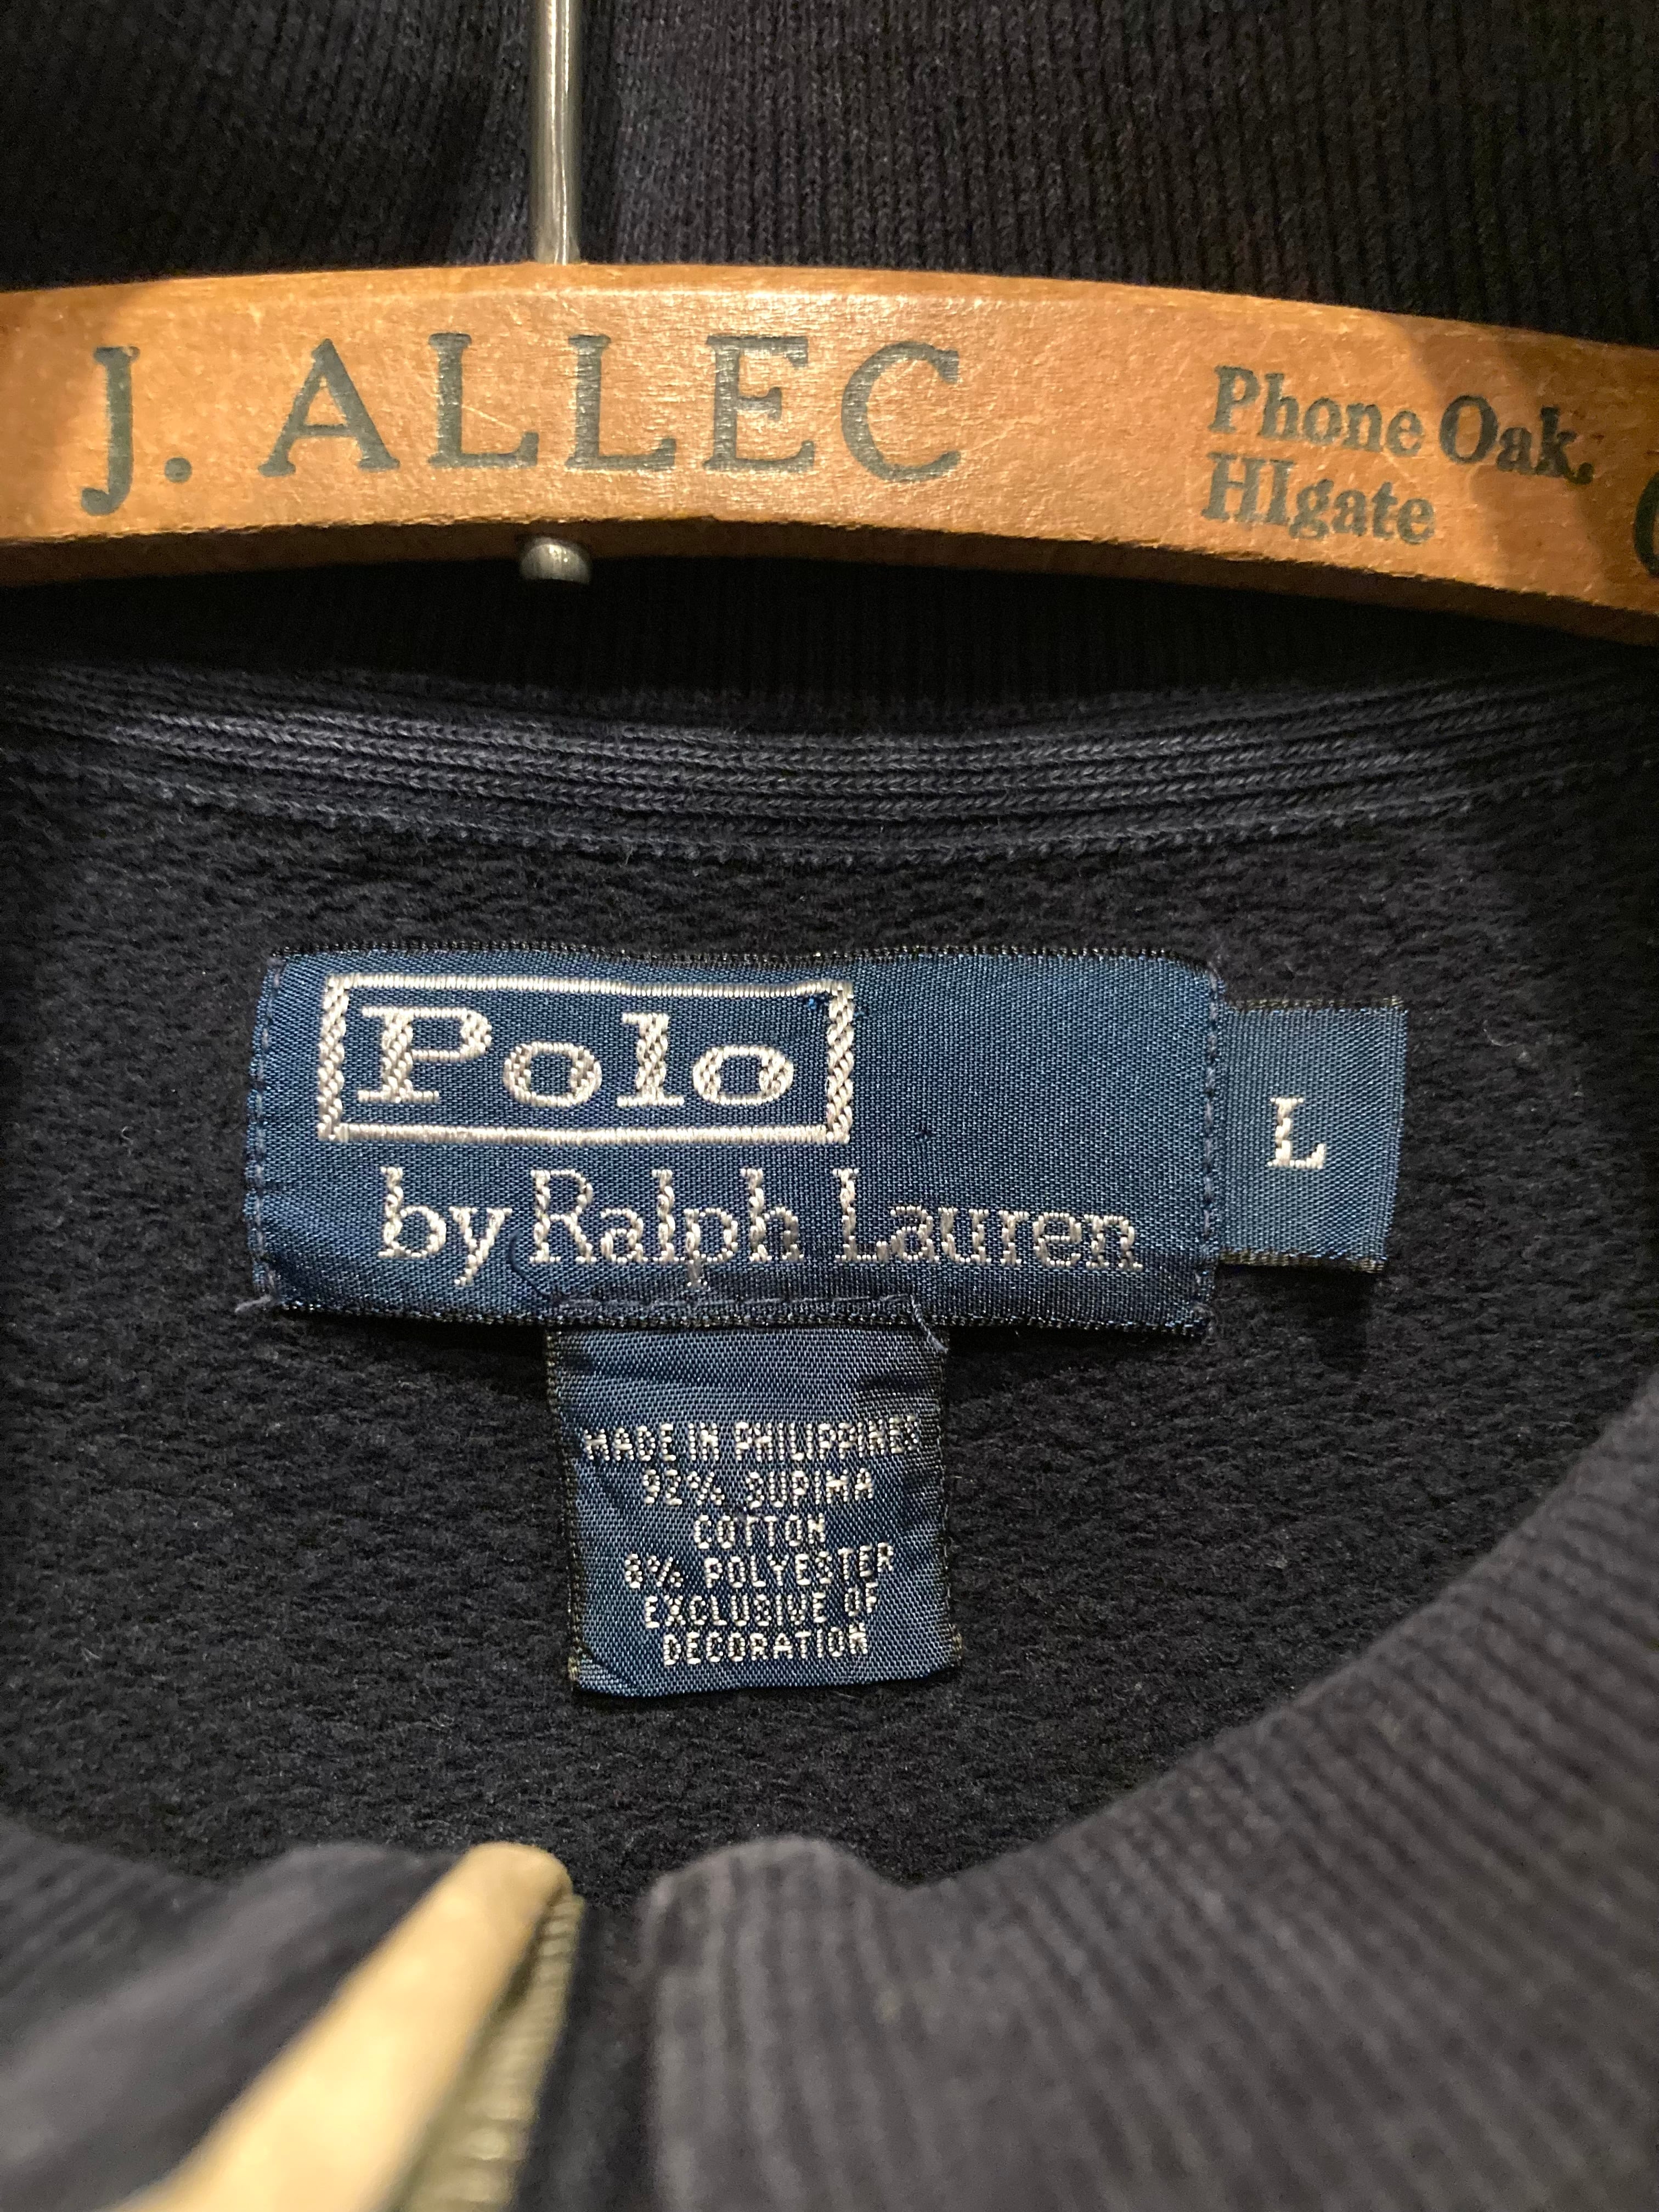 J. ALLEC
Phone Oak.
HIgate
Polo
by Ralph Lauren
L
MADE IN PHILIPPINES
92% SUPIMA
COTTON
8% POLYESTER
EXCLUSIVE OF
DECORATION